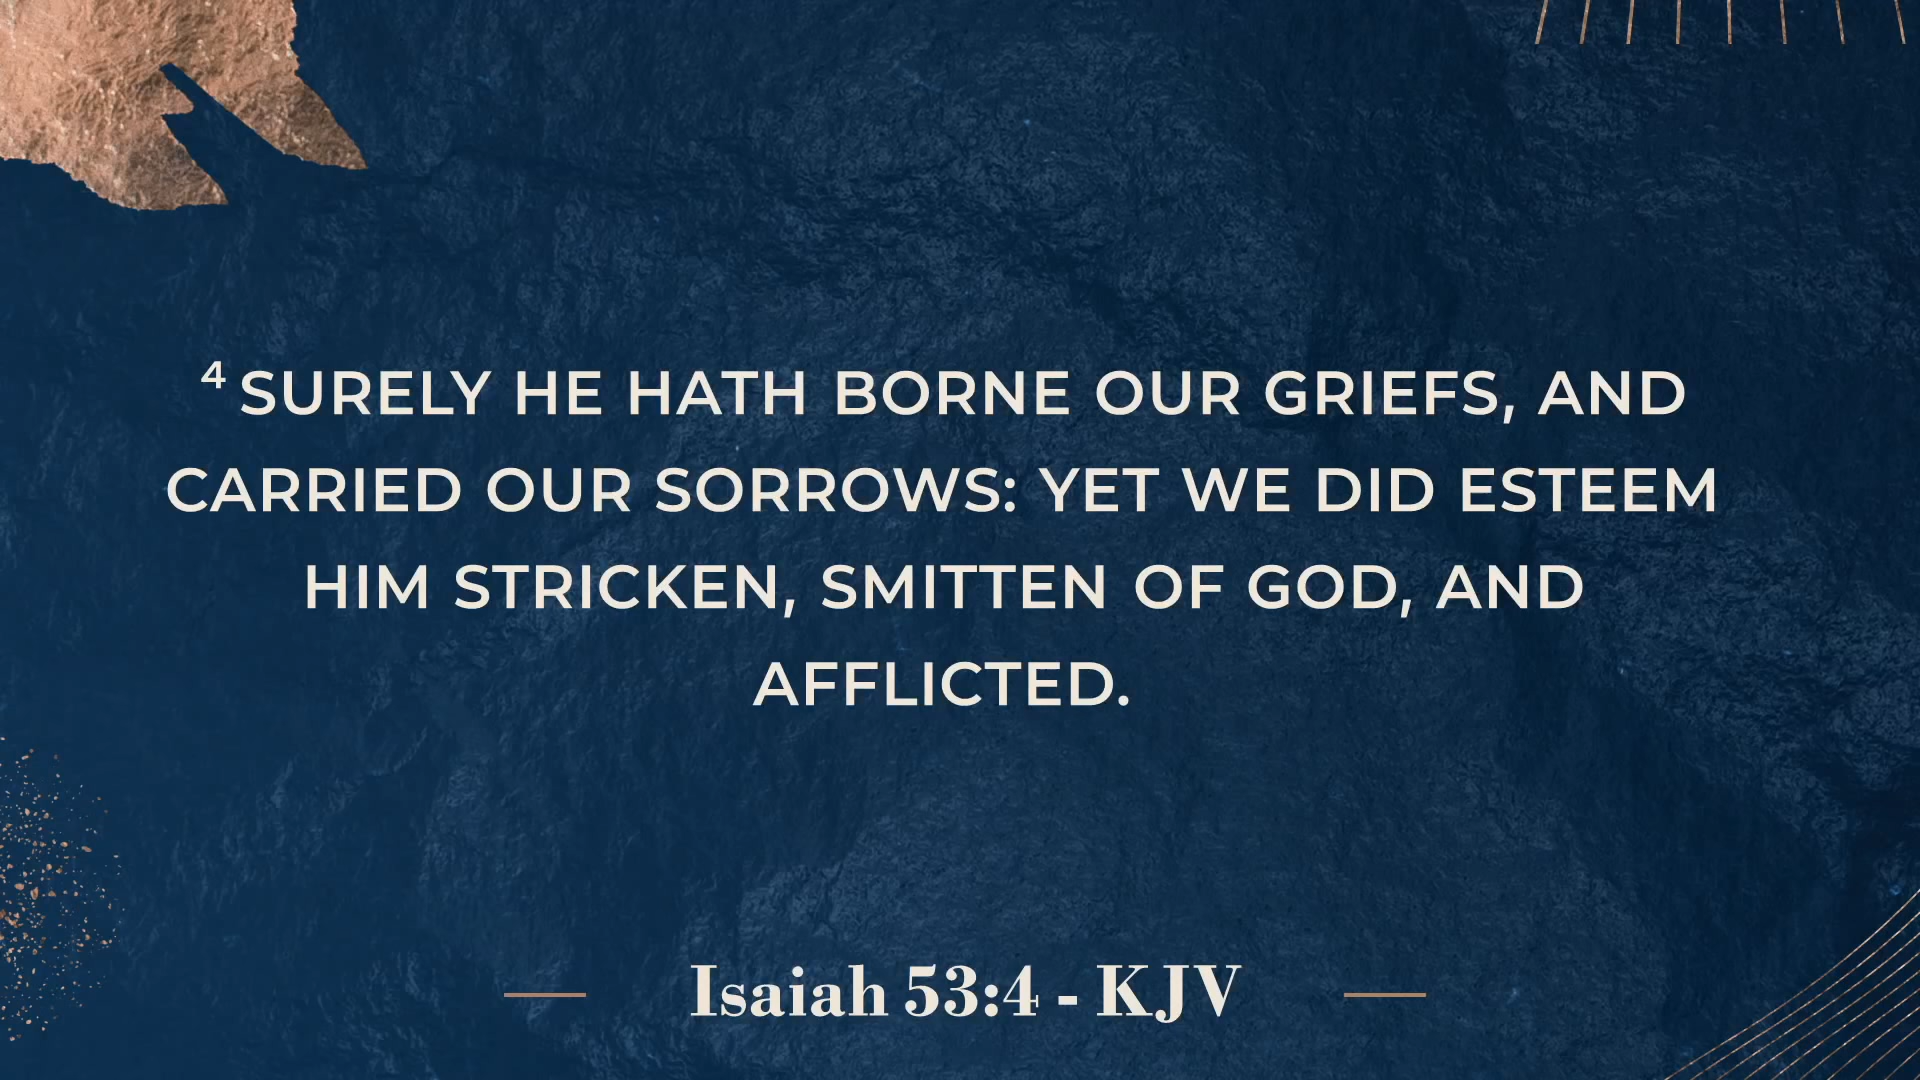 4 SURELY HE HATH BORNE OUR GRIEFS, AND
CARRIED OUR SORROWS: YET WE DID ESTEEM
HIM STRICKEN, SMITTEN OF GOD, AND
AFFLICTED.
Isaiah 53:4 - KJV